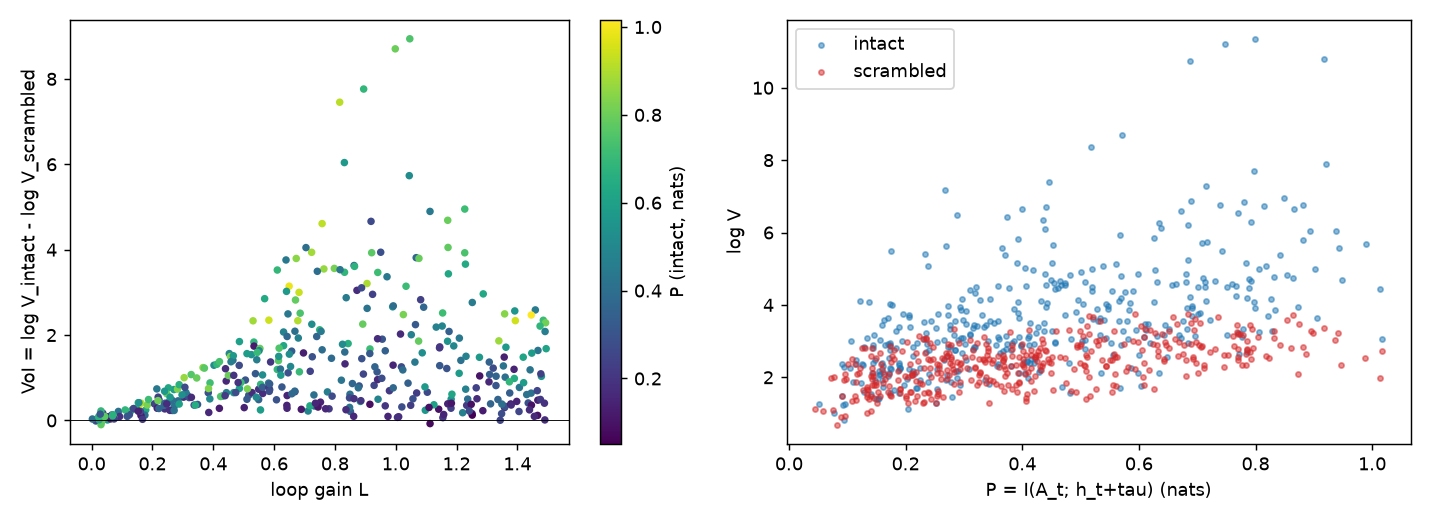 VoI = log V_intact - log V_scrambled
8
6
4
2
0
0.0 0.2 0.4 0.6 0.8 1.0 1.2 1.4
loop gain L
1.0
0.8
0.6
0.4
0.2
P (intact, nats)
intact
scrambled
log V
10
8
6
4
2
0.0 0.2 0.4 0.6 0.8 1.0
P = I(A_t; h_t+tau) (nats)